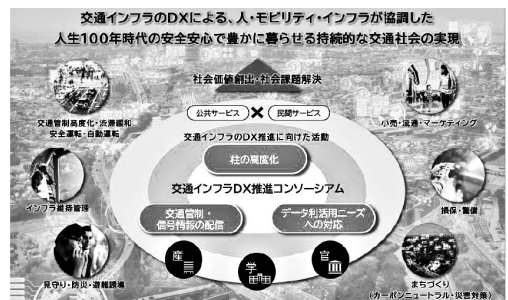 交通インフラのDXによる、人・モビリティ・インフラが協調した
人生100年時代の安全安心で豊かに暮らせる持続的な交通社会の実現
社会価値創出・社会課題解決
公共サービス × 民間サービス
交通インフラのDX推進に向けた活動
柱の高度化
交通インフラDX推進コンソーシアム
交通管制・
信号情報の配信
データ利活用ニーズ
への対応
産
学
官
交通管制高度化・渋滞緩和
安全運転・自動運転
インフラ維持管理
見守り・防災・避難誘導
小売・流通・マーケティング
損保・警備
まちづくり
(カーボンニュートラル・災害対策)